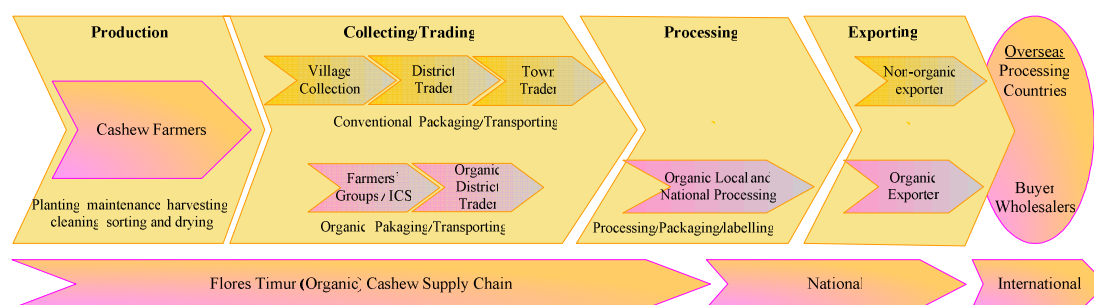 Production
Collecting/Trading
Processing
Exporting
Cashew Farmers
Planting maintenance harvesting
cleaning sorting and drying
Village
Collection
District
Trader
Town
Trader
Conventional Packaging/Transporting
Farmers'
Groups / ICS
Organic
District
Trader
Organic Pakaging/Transporting
Organic Local and
National Processing
Processing/Packaging/labelling
Non-organic
exporter
Organic
Exporter
Overseas
Processing
Countries
Buyer
Wholesalers
Flores Timur (Organic) Cashew Supply Chain
National
International